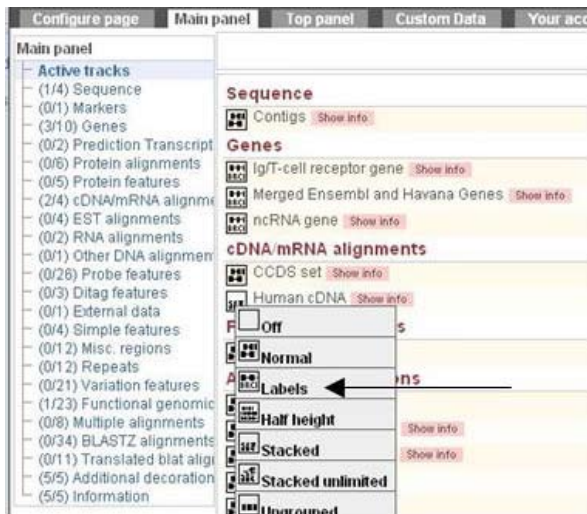 Configure page Main panel Top panel Custom Data Your acc
Main panel
Active tracks
(1/4) Sequence
(0/1) Markers
(3/10) Genes
(0/2) Prediction Transcript
(0/6) Protein alignments
(0/5) Protein features
(2/4) cDNA/mRNA alignme
(0/4) EST alignments
(0/2) RNA alignments
(0/1) Other DNA alignmen
(0/26) Probe features
(0/3) Ditag features
(0/1) External data
(0/4) Simple features
(0/12) Misc. regions
(0/12) Repeats
(0/21) Variation features
(1/23) Functional genomic
(0/8) Multiple alignments
(0/34) BLASTZ alignments
(0/11) Translated blat align
(5/5) Additional decoration
(5/5) Information
Sequence
Contigs Show info
Genes
Ig/T-cell receptor gene Show info
Merged Ensembl and Havana Genes Show info
ncRNA gene Show info
cDNA/mRNA alignments
CCDS set Show info
Human cDNA Show info
F s
A ons
Show info
Show info
Off
Normal
Labels
Half height
Stacked
Stacked unlimited
Ungrouped